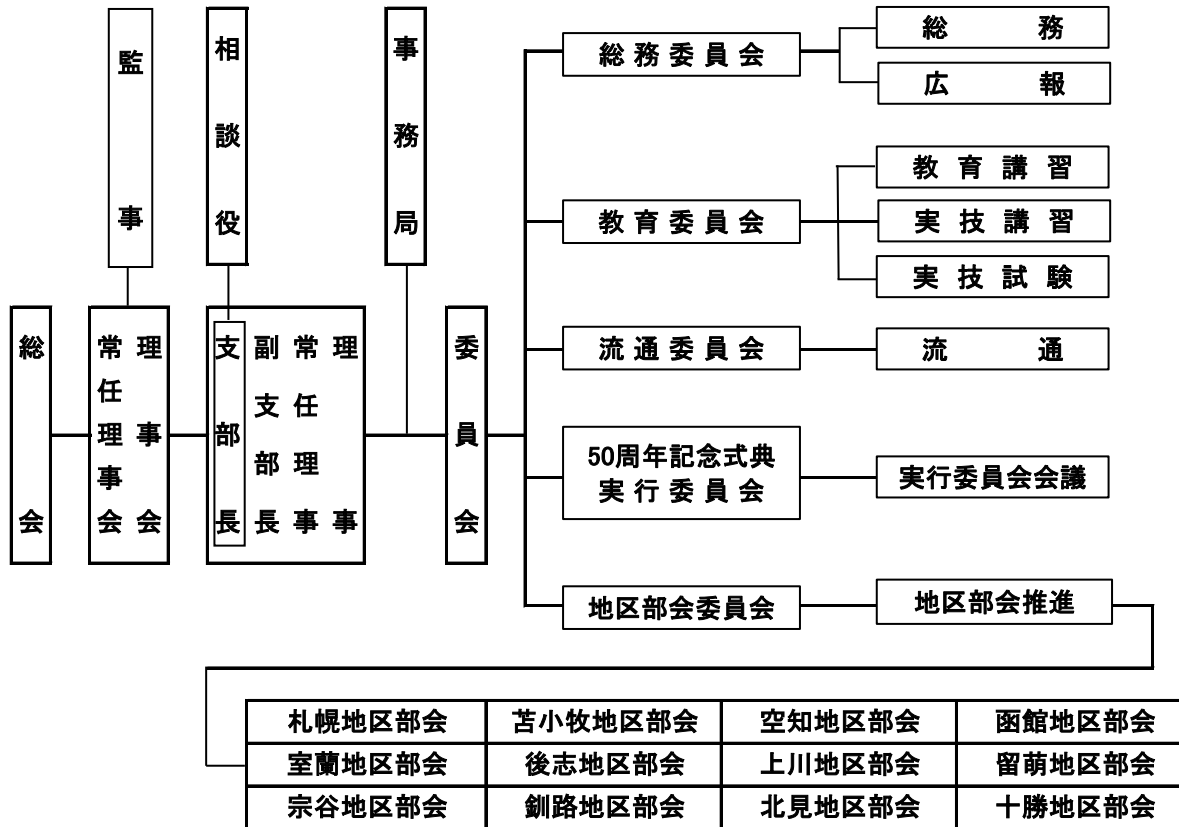 監事
相談役
事務局
総会
常任理事会
理事会
支部長
副支部長
常任理事
理事
委員会
総務委員会
総務
広報
教育委員会
教育講習
実技講習
実技試験
流通委員会
流通
50周年記念式典
実行委員会
実行委員会会議
地区部会委員会
地区部会推進
札幌地区部会 苫小牧地区部会 空知地区部会 函館地区部会
室蘭地区部会 後志地区部会 上川地区部会 留萌地区部会
宗谷地区部会 釧路地区部会 北見地区部会 十勝地区部会